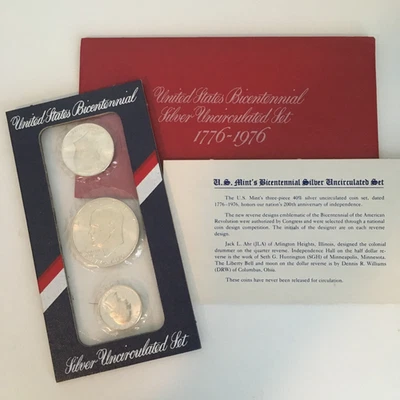 United States Bicentennial
Silver Uncirculated Set
1776-1976
United States Bicentennial
Silver Uncirculated Set
U.S. Mint's Bicentennial Silver Uncirculated Set
The U.S. Mint's three-piece 40% silver uncirculated coin set, dated
1776-1976, honors our nation's 200th anniversary of independence.
The new reverse designs emblematic of the Bicentennial of the American
Revolution were authorized by Congress and were selected through a national
coin design competition. The initials of the designer are on each reverse
design.
Jack L. Ahr (JLA) of Arlington Heights, Illinois, designed the colonial
drummer on the quarter reverse. Independence Hall on the half dollar re-
verse is the work of Seth G. Huntington (SGH) of Minneapolis, Minnesota.
The Liberty Bell and moon on the dollar reverse is by Dennis R. Williams
(DRW) of Columbus, Ohio.
These coins have never been released for circulation.